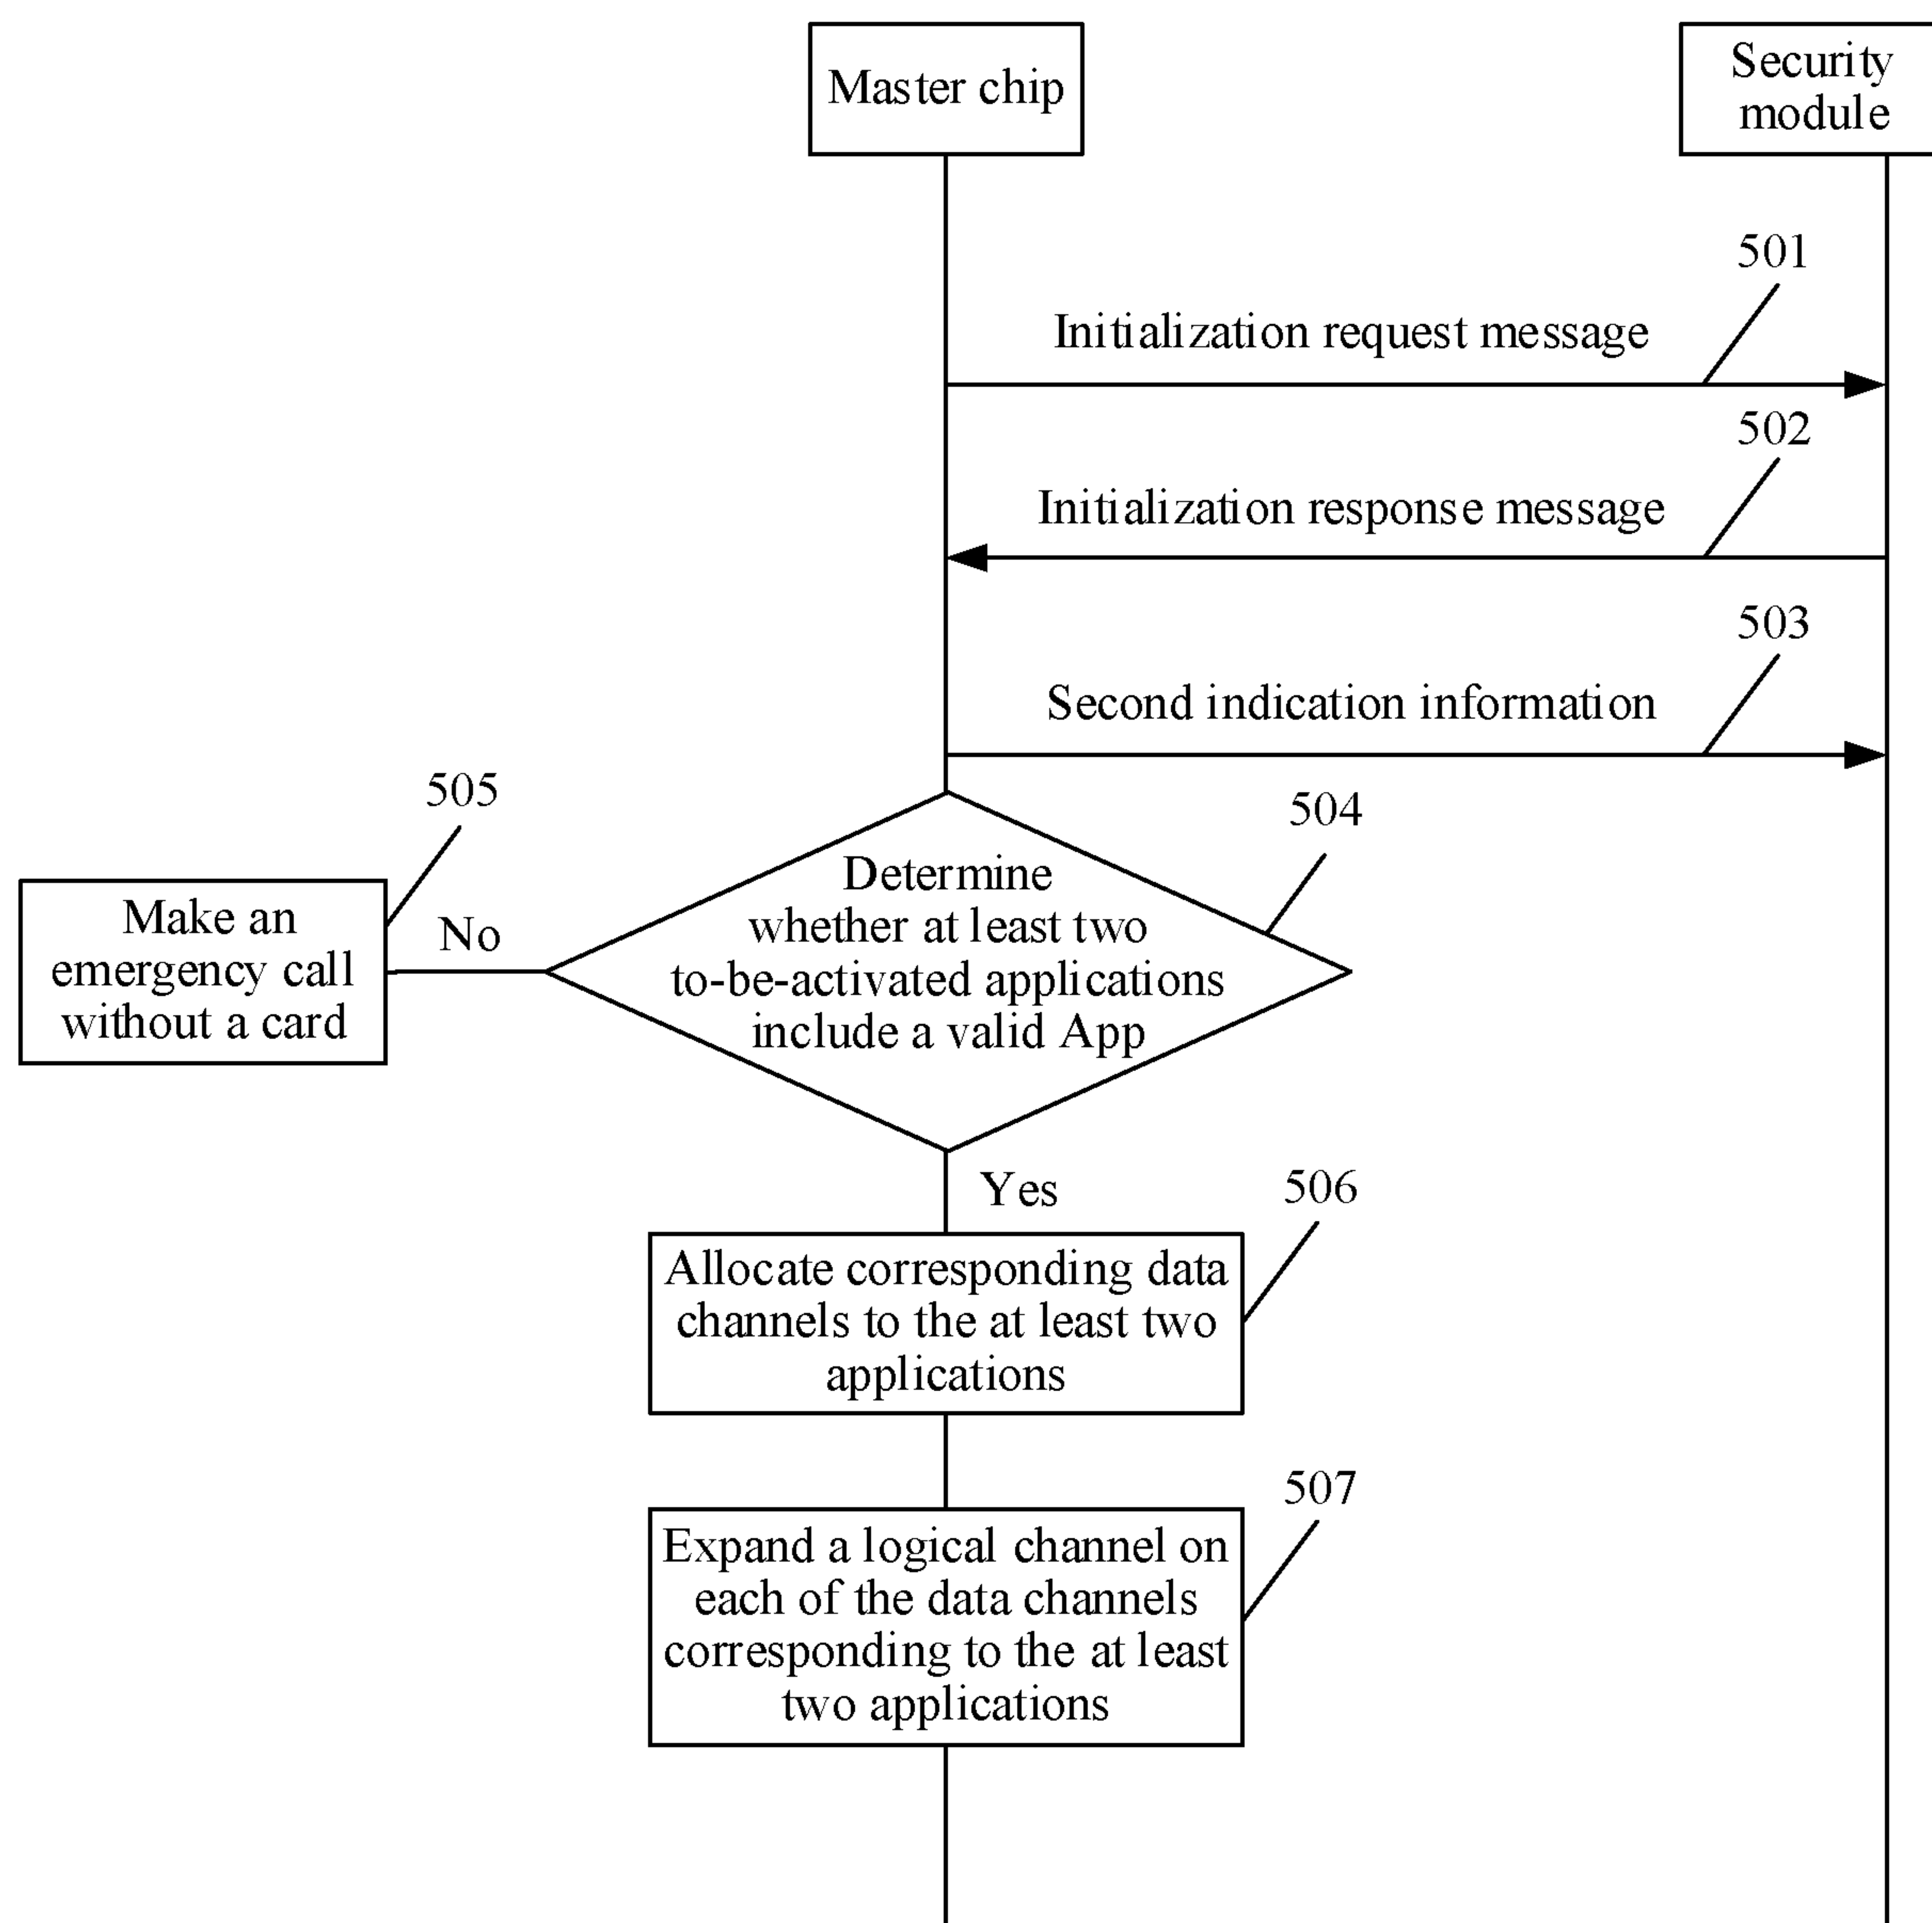 Master chip
Security
module
501
Initialization request message
502
Initialization response message
503
Second indication information
505
504
Make an
emergency call
without a card
No
Determine
whether at least two
to-be-activated applications
include a valid App
Yes
506
Allocate corresponding data
channels to the at least two
applications
507
Expand a logical channel on
each of the data channels
corresponding to the at least
two applications